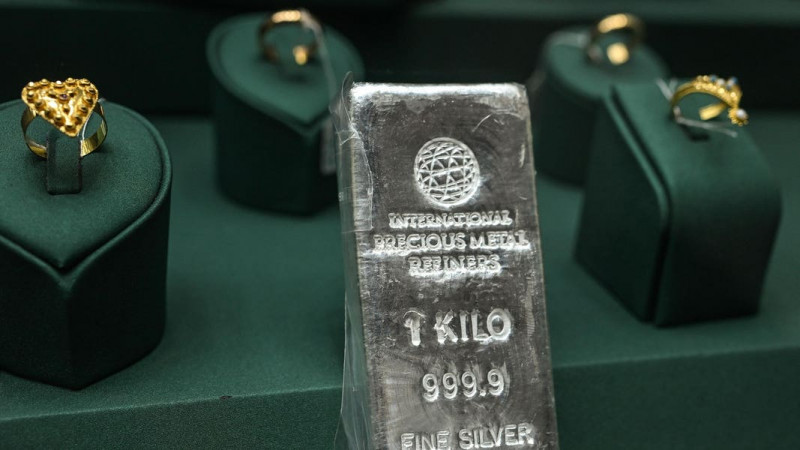 INTERNATIONAL
PRECIOUS METAL
REFINERS
1 KILO
999.9
FINE SILVER